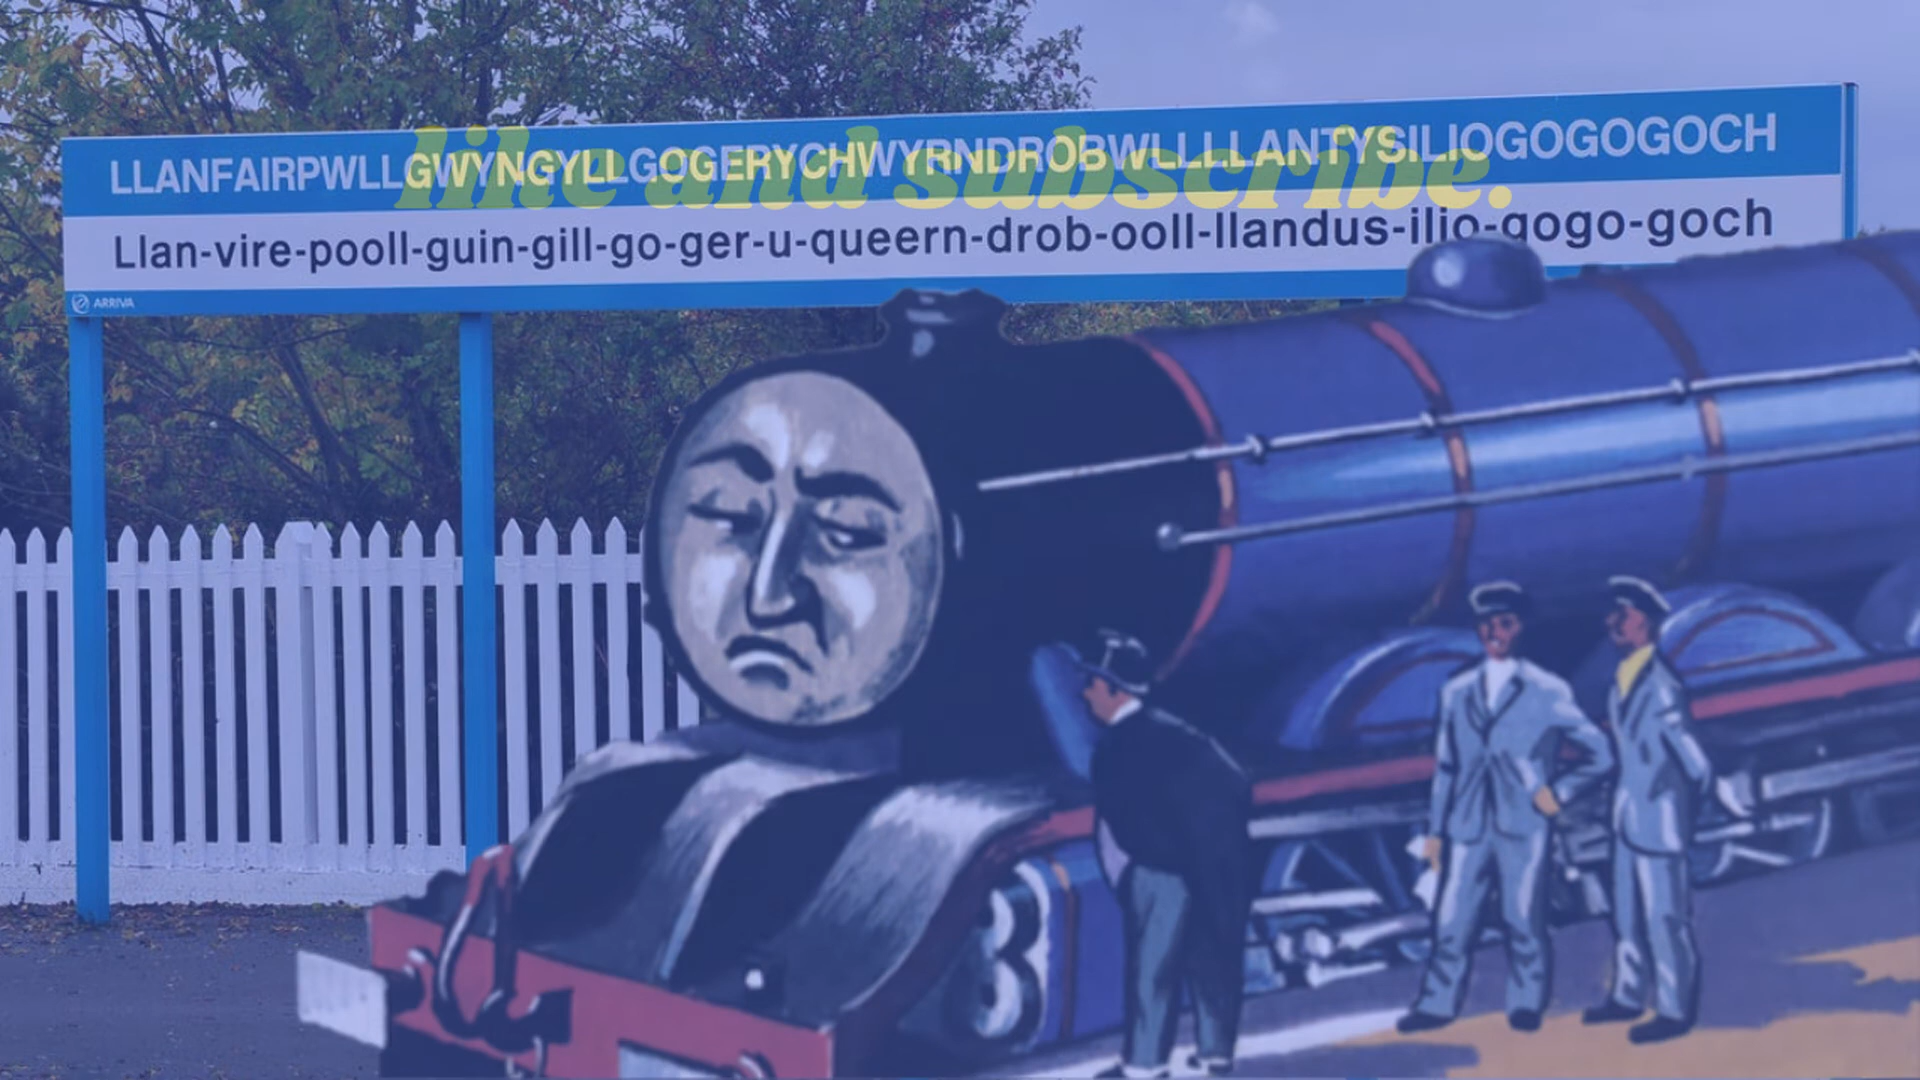 LLANFAIRPWLLGWYNGYLLGOGERYCHWYRNDROBWLLLLANTYSILIOGOGOGOCH
like and subscribe.
Llan-vire-pooll-guin-gill-go-ger-u-queern-drob-ooll-llandus-ilio-gogo-goch
ARRIVA
3